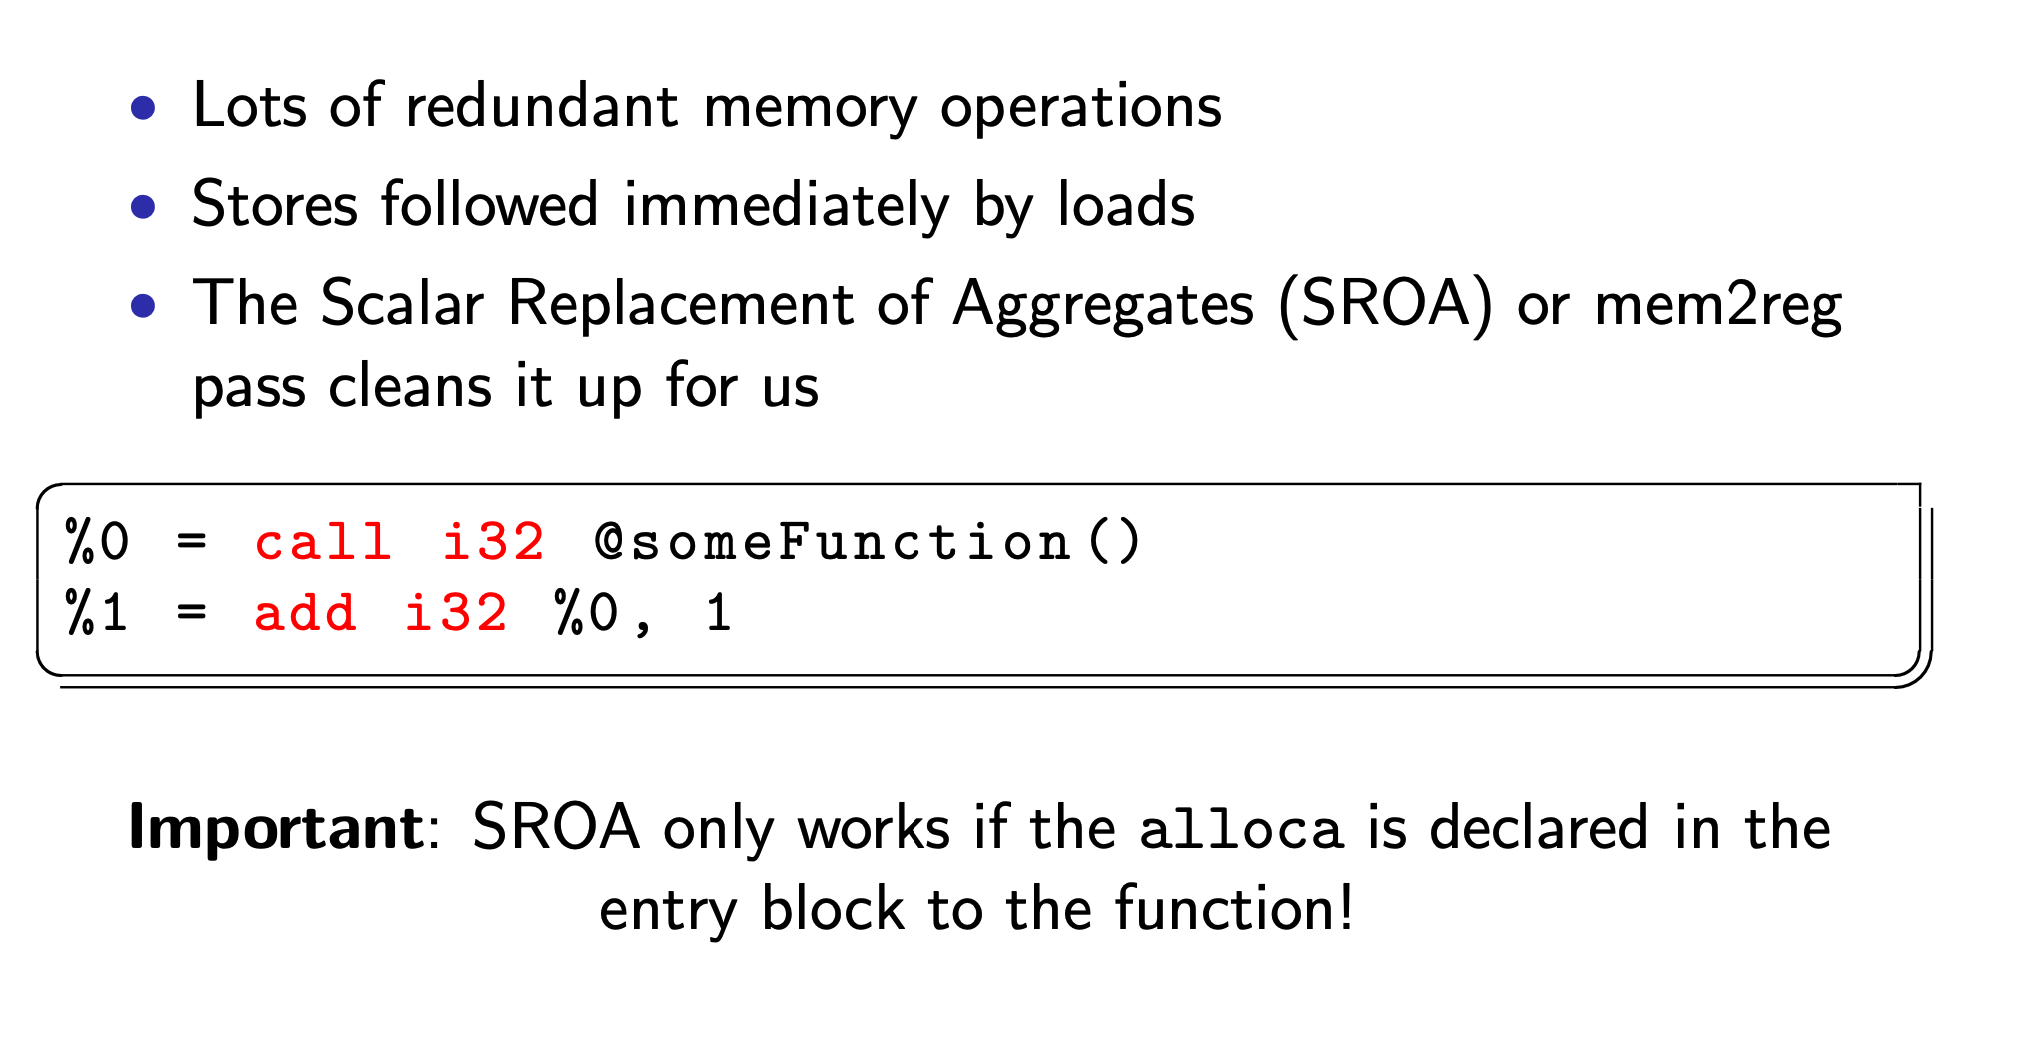 • Lots of redundant memory operations
• Stores followed immediately by loads
• The Scalar Replacement of Aggregates (SROA) or mem2reg
pass cleans it up for us
%0 = call i32 @someFunction()
%1 = add i32 %0, 1
Important: SROA only works if the alloca is declared in the
entry block to the function!